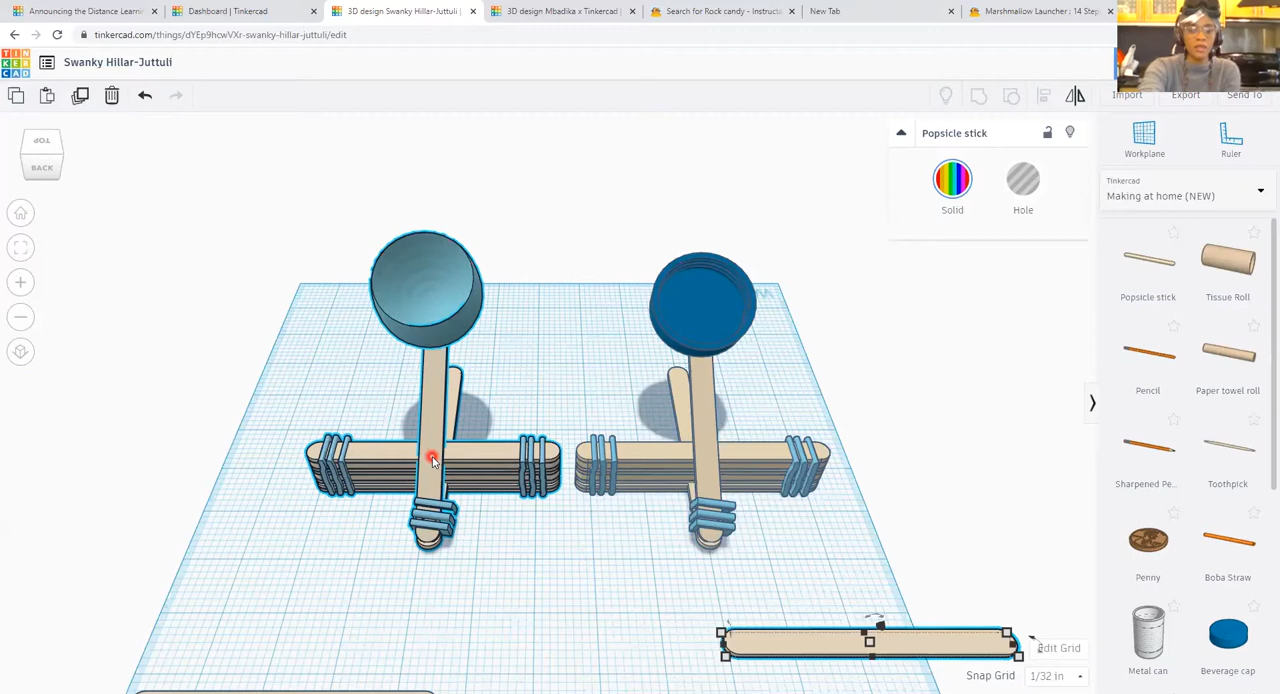 Announcing the Distance Learni
Dashboard | Tinkercad
3D design Swanky Hillar-Juttuli |
3D design Mbadika x Tinkercad |
Search for Rock candy - Instructa
New Tab
Marshmallow Launcher : 14 Step
tinkercad.com/things/dYEp9hcwVXr-swanky-hillar-juttuli/edit
TIN
KER
CAD
Swanky Hillar-Juttuli
Import
Export
Send To
TOP
BACK
Popsicle stick
Solid
Hole
Workplane
Ruler
Tinkercad
Making at home (NEW)
Popsicle stick
Tissue Roll
Pencil
Paper towel roll
Sharpened Pe...
Toothpick
Penny
Boba Straw
Metal can
Beverage cap
Edit Grid
Snap Grid
1/32 in